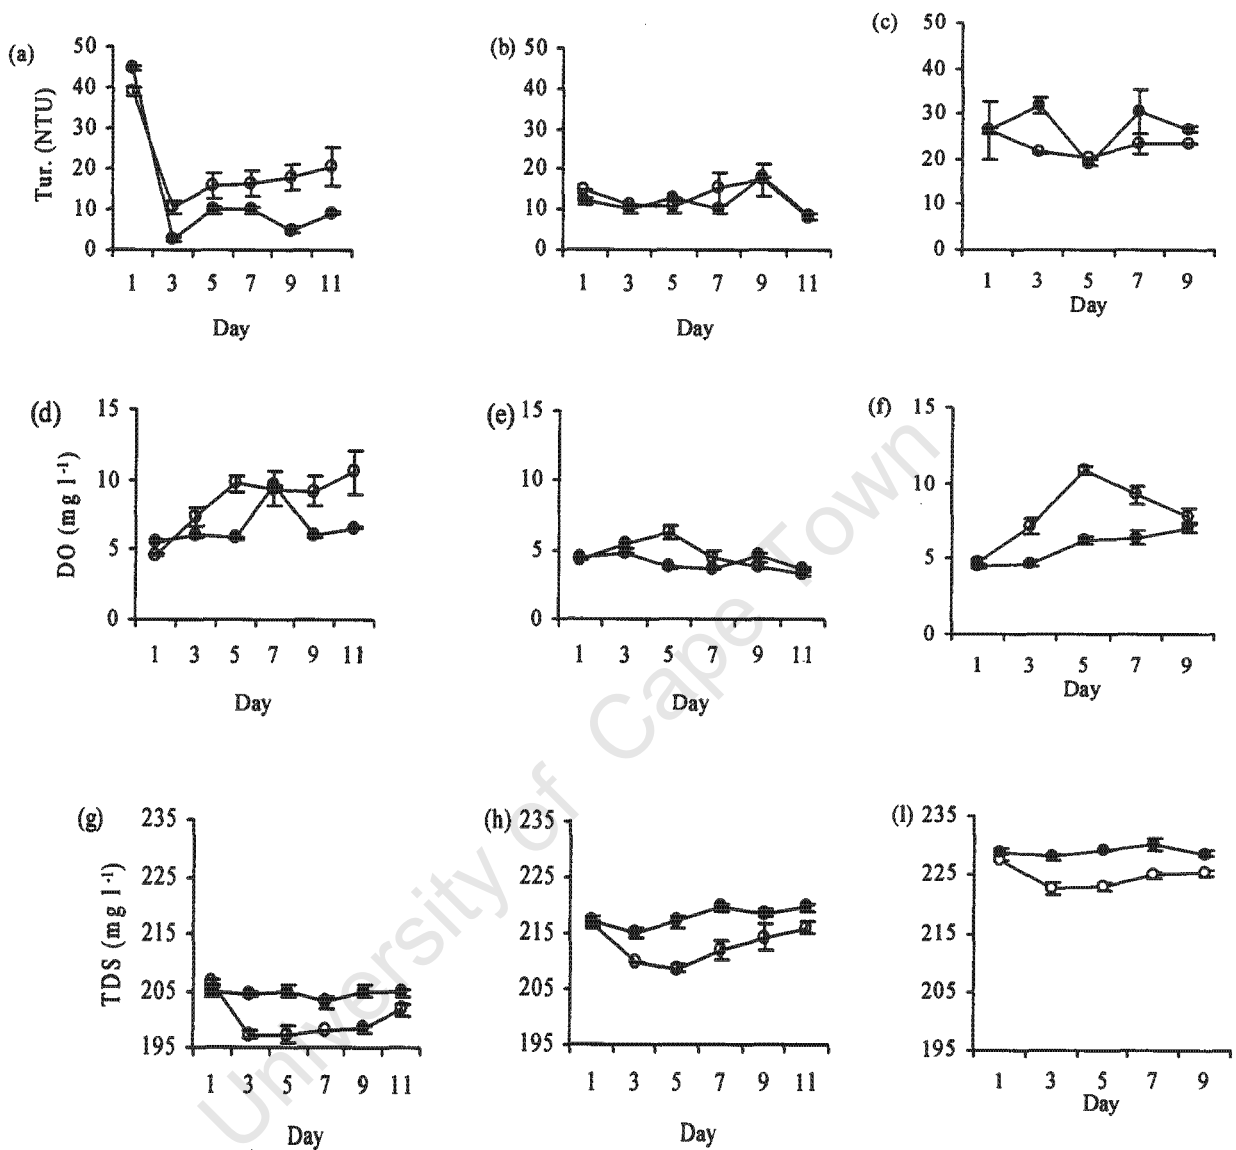 (a)
Tur. (NTU)
50
40
30
20
10
0
1 3 5 7 9 11
Day
(b)
50
40
30
20
10
0
1 3 5 7 9 11
Day
(c)
50
40
30
20
10
0
1 3 5 7 9
Day
(d)
DO (mg l⁻¹)
15
10
5
0
1 3 5 7 9 11
Day
(e)
15
10
5
0
1 3 5 7 9 11
Day
(f)
15
10
5
0
1 3 5 7 9
Day
(g)
TDS (mg l⁻¹)
235
225
215
205
195
1 3 5 7 9 11
Day
(h)
235
225
215
205
195
1 3 5 7 9 11
Day
(l)
235
225
215
205
195
1 3 5 7 9
Day
University of Cape Town